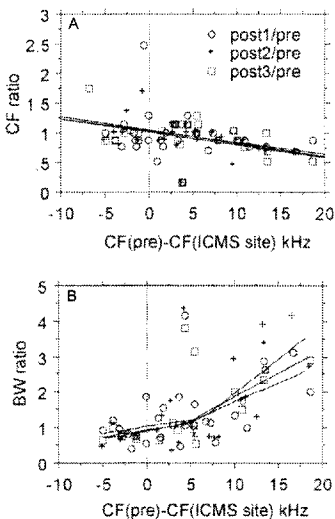 A
post1/pre
post2/pre
post3/pre
CF ratio
3
2.5
2
1.5
1
.5
0
-10 -5 0 5 10 15 20
CF(pre)-CF(ICMS site) kHz
B
BW ratio
5
4
3
2
1
0
-10 -5 0 5 10 15 20
CF(pre)-CF(ICMS site) kHz